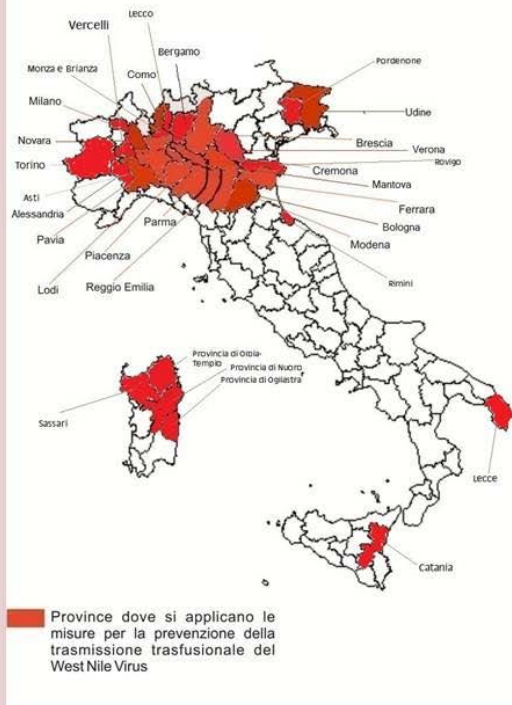 Lecco
Vercelli
Bergamo
Monza e Brianza
Como
Pordenone
Milano
Udine
Novara
Brescia
Verona
Rovigo
Torino
Cremona
Mantova
Asti
Ferrara
Alessandria
Parma
Bologna
Pavia
Modena
Piacenza
Rimini
Lodi
Reggio Emilia
Provincia di Olbia-
Templo
Provincia di Nuoro
Provincia di Ogliastra
Sassari
Lecce
Catania
Province dove si applicano le
misure per la prevenzione della
trasmissione trasfusionale del
West Nile Virus